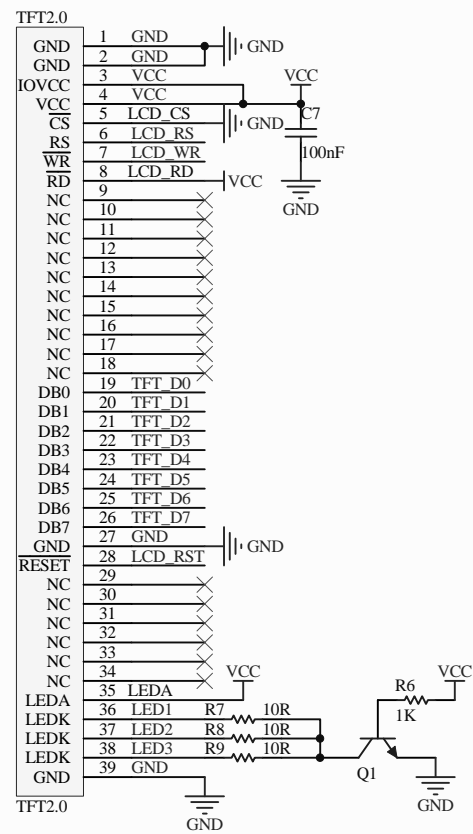 TFT2.0
GND 1 GND
GND 2 GND GND
IOVCC 3 VCC
VCC 4 VCC VCC
CS 5 LCD_CS GND C7
RS 6 LCD_RS
WR 7 LCD_WR 100nF
RD 8 LCD_RD VCC
NC 9
GND
NC 10
NC 11
NC 12
NC 13
NC 14
NC 15
NC 16
NC 17
NC 18
DB0 19 TFT_D0
DB1 20 TFT_D1
DB2 21 TFT_D2
DB3 22 TFT_D3
DB4 23 TFT_D4
DB5 24 TFT_D5
DB6 25 TFT_D6
DB7 26 TFT_D7
GND 27 GND GND
RESET 28 LCD_RST
NC 29
NC 30
NC 31
NC 32
NC 33
NC 34
VCC VCC
LEDA 35 LEDA R6
LEDK 36 LED1 R7 10R 1K
LEDK 37 LED2 R8 10R
LEDK 38 LED3 R9 10R
GND 39 GND Q1
GND
TFT2.0
GND